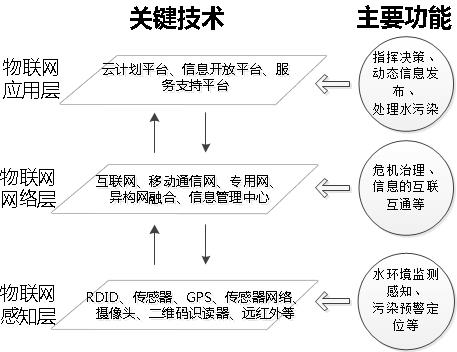 关键技术
主要功能
物联网
应用层
云计划平台、信息开放平台、服
务支持平台
指挥决策、
动态信息发
布、
处理水污染
物联网
网络层
互联网、移动通信网、专用网、
异构网融合、信息管理中心
危机治理、
信息的互联
互通等
物联网
感知层
RDID、传感器、GPS、传感器网络、
摄像头、二维码识读器、远红外等
水环境监测
感知、
污染预警定
位等